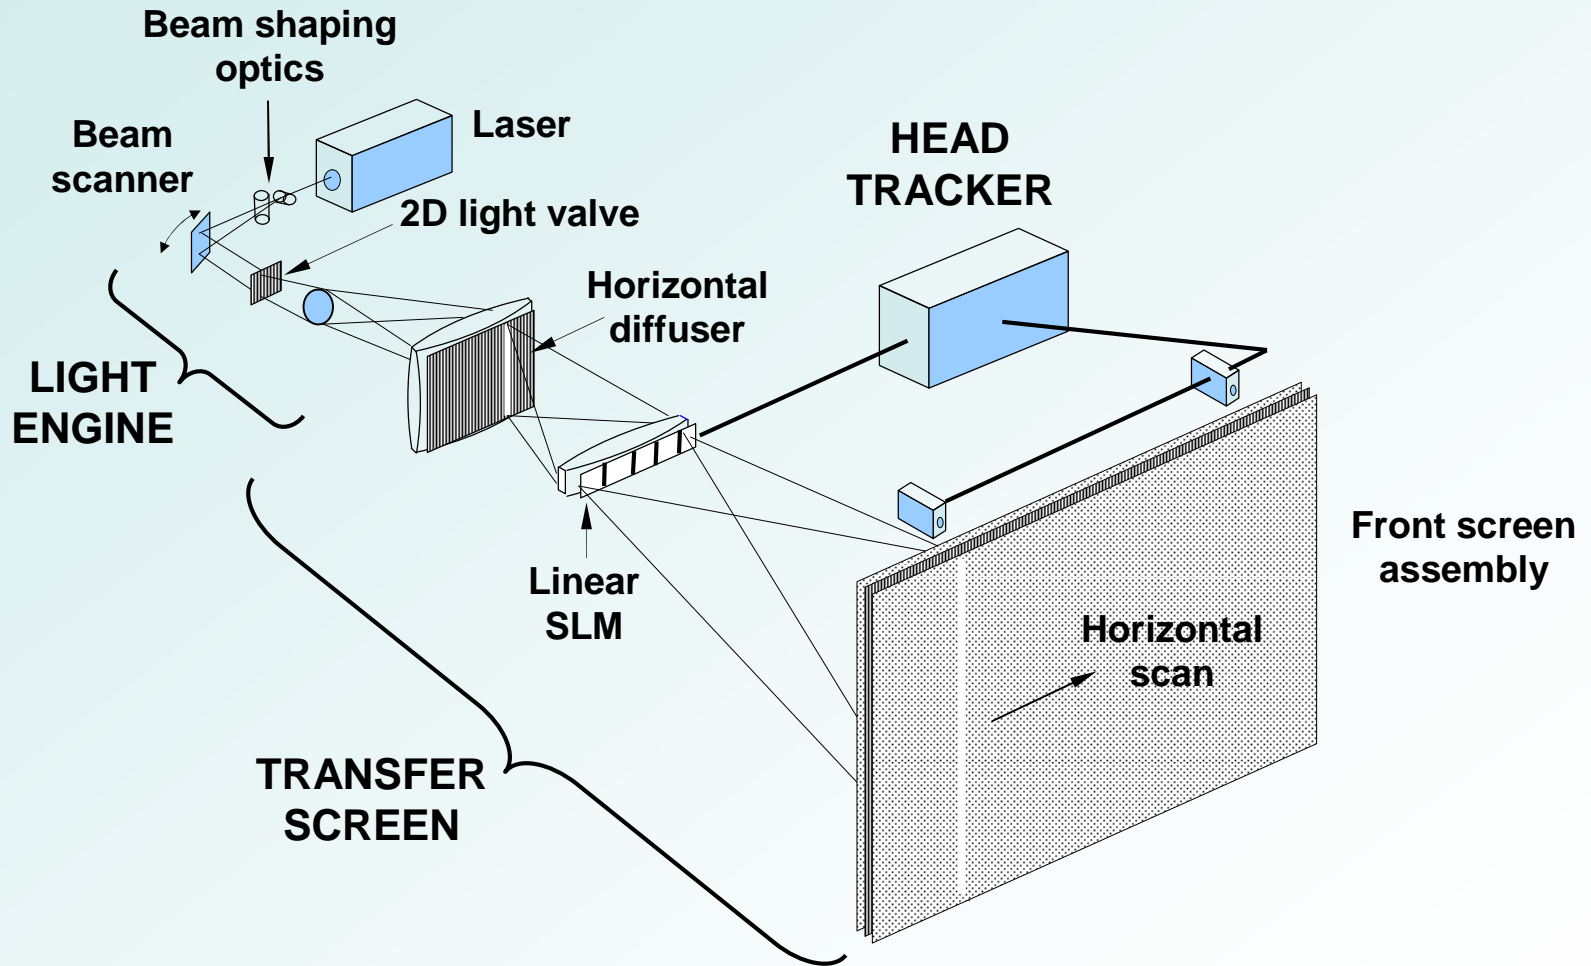 Beam shaping
optics
Beam
scanner
Laser
2D light valve
HEAD
TRACKER
Horizontal
diffuser
LIGHT
ENGINE
Linear
SLM
Front screen
assembly
Horizontal
scan
TRANSFER
SCREEN